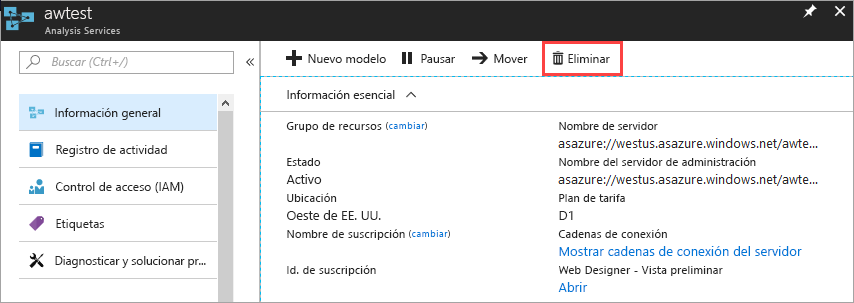 awtest
Analysis Services
Buscar (Ctrl+/)
Información general
Registro de actividad
Control de acceso (IAM)
Etiquetas
Diagnosticar y solucionar pr...
Nuevo modelo
Pausar
Mover
Eliminar
Información esencial
Grupo de recursos (cambiar)
Estado
Activo
Ubicación
Oeste de EE. UU.
Nombre de suscripción (cambiar)
Id. de suscripción
Nombre de servidor
asazure://westus.asazure.windows.net/awte...
Nombre del servidor de administración
asazure://westus.asazure.windows.net/awte...
Plan de tarifa
D1
Cadenas de conexión
Mostrar cadenas de conexión del servidor
Web Designer - Vista preliminar
Abrir